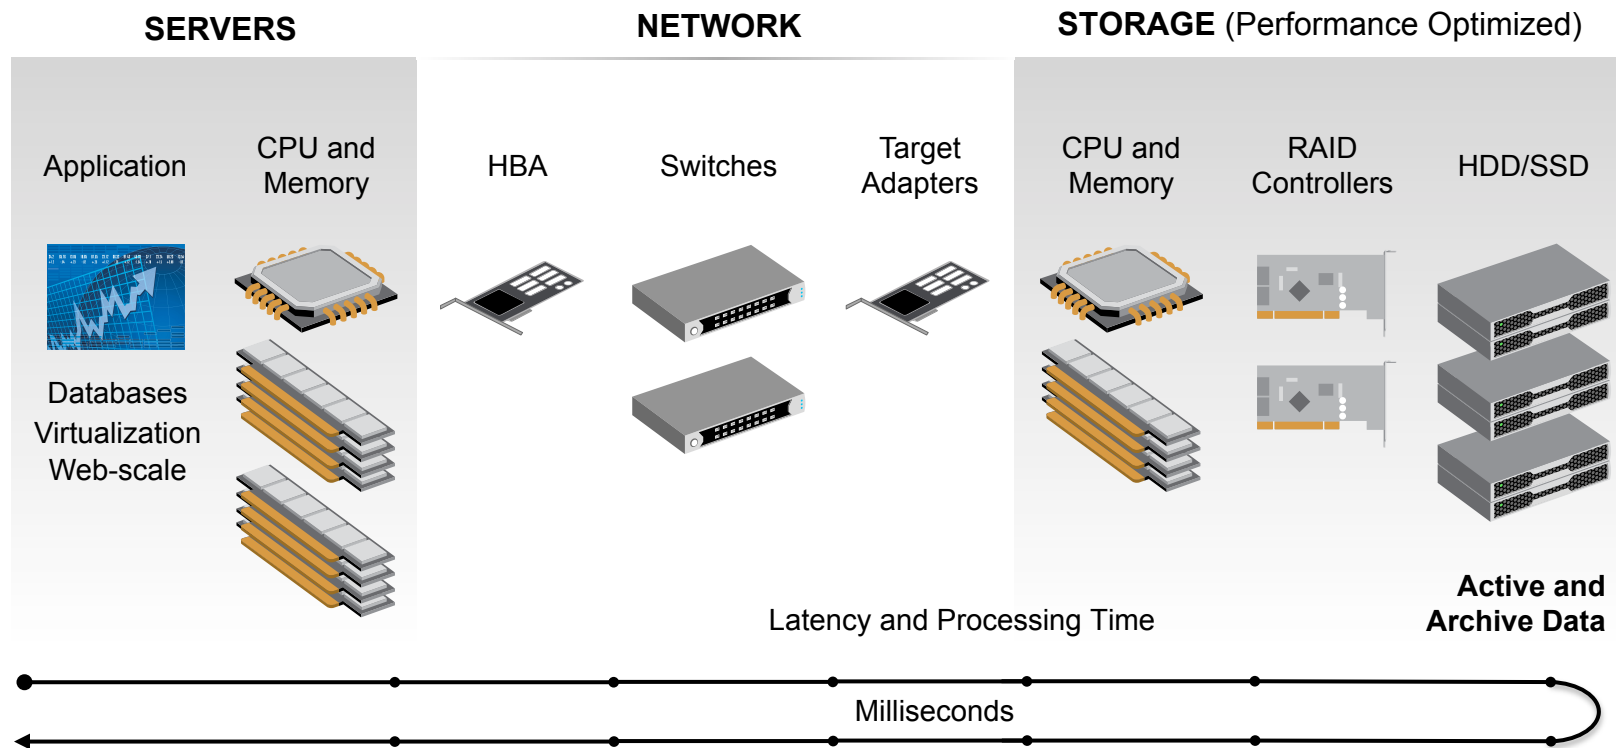 SERVERS
NETWORK
STORAGE (Performance Optimized)
Application
CPU and
Memory
HBA
Switches
Target
Adapters
CPU and
Memory
RAID
Controllers
HDD/SSD
Databases
Virtualization
Web-scale
Active and
Archive Data
Latency and Processing Time
Milliseconds